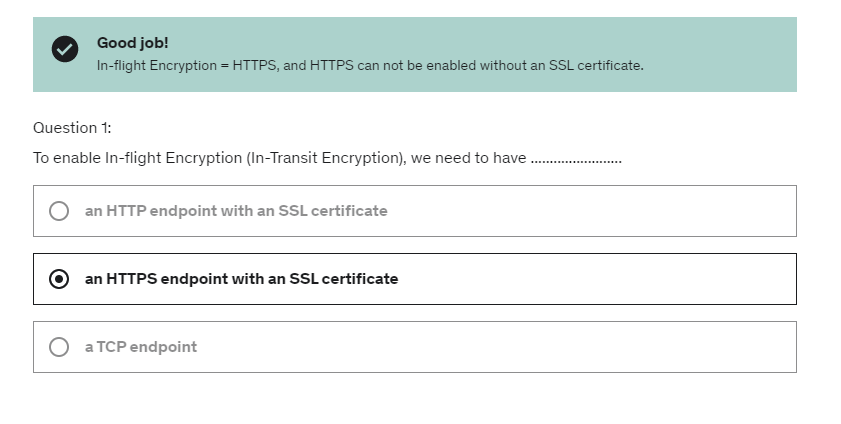 Good job!
In-flight Encryption = HTTPS, and HTTPS can not be enabled without an SSL certificate.
Question 1:
To enable In-flight Encryption (In-Transit Encryption), we need to have ........................
an HTTP endpoint with an SSL certificate
an HTTPS endpoint with an SSL certificate
a TCP endpoint